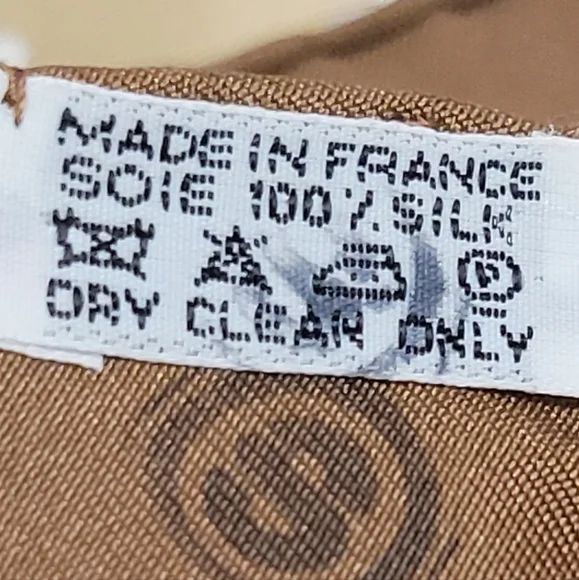 MADE IN FRANCE
SOIE 100% SILK
DRY CLEAN ONLY
S